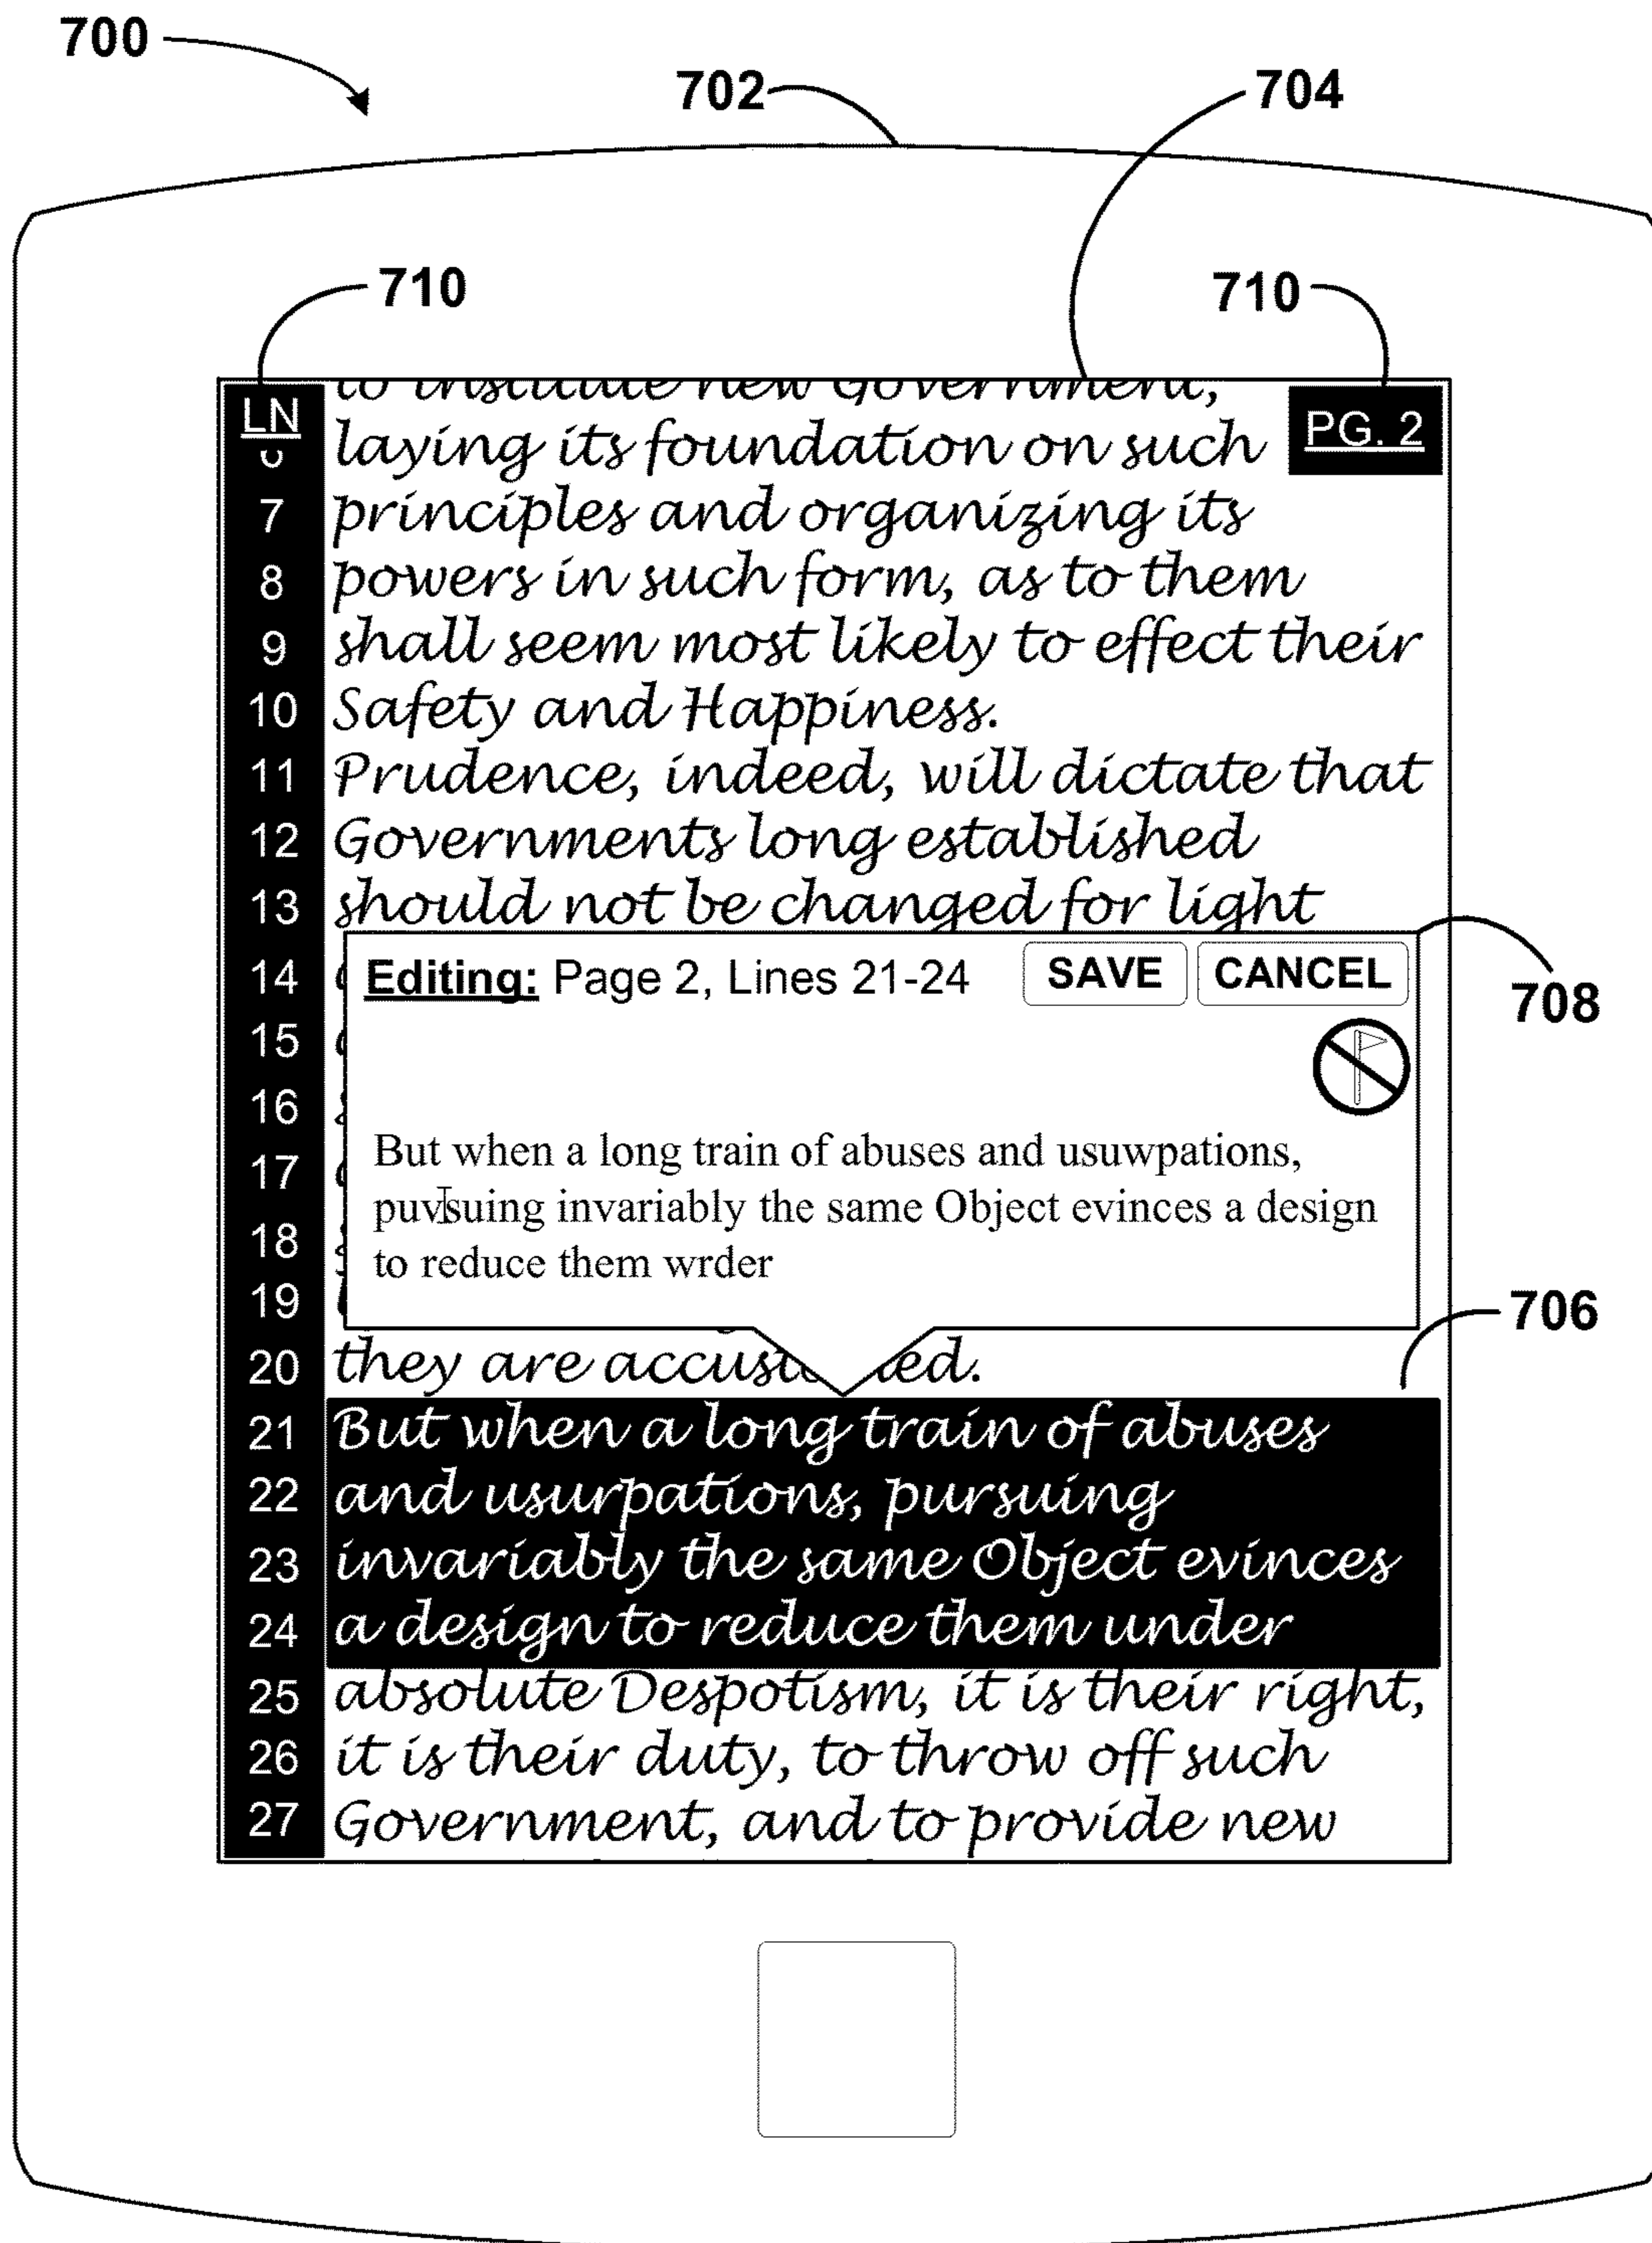 700
702
704
710
710
LN
PG. 2
to institute new Government,
laying its foundation on such
7 principles and organizing its
8 powers in such form, as to them
9 shall seem most likely to effect their
10 Safety and Happiness.
11 Prudence, indeed, will dictate that
12 Governments long established
13 should not be changed for light
14
15
16
17
18
19
Editing: Page 2, Lines 21-24
SAVE
CANCEL
708
But when a long train of abuses and usuwpations,
puvsuing invariably the same Object evinces a design
to reduce them wrder
706
20 they are
21 But when a long train of abuses
22 and usurpations, pursuing
23 invariably the same Object evinces
24 a design to reduce them under
25 absolute Despotism, it is their right,
26 it is their duty, to throw off such
27 Government, and to provide new